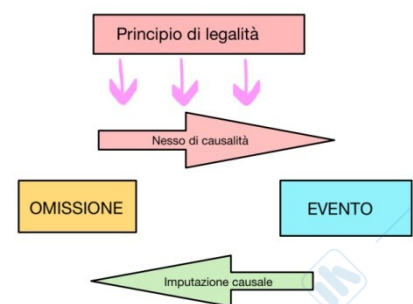 Principio di legalità
Nesso di causalità
OMISSIONE
EVENTO
Imputazione causale